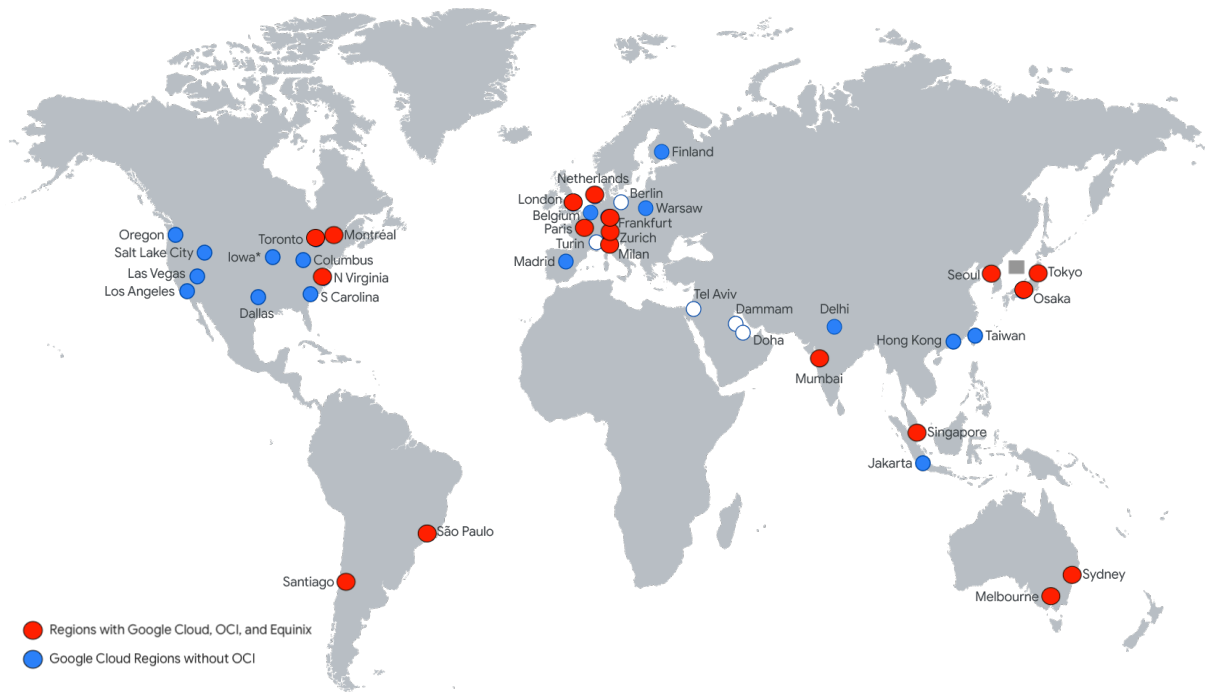 Finland
Netherlands
Berlin
London
Warsaw
Belgium
Frankfurt
Paris
Zurich
Turin
Milan
Madrid
Oregon
Toronto
Montréal
Salt Lake City
Iowa*
Columbus
Las Vegas
N Virginia
Los Angeles
S Carolina
Dallas
Tel Aviv
Dammam
Doha
Delhi
Mumbai
Seoul
Tokyo
Osaka
Hong Kong
Taiwan
Singapore
Jakarta
São Paulo
Santiago
Sydney
Melbourne
Regions with Google Cloud, OCI, and Equinix
Google Cloud Regions without OCI